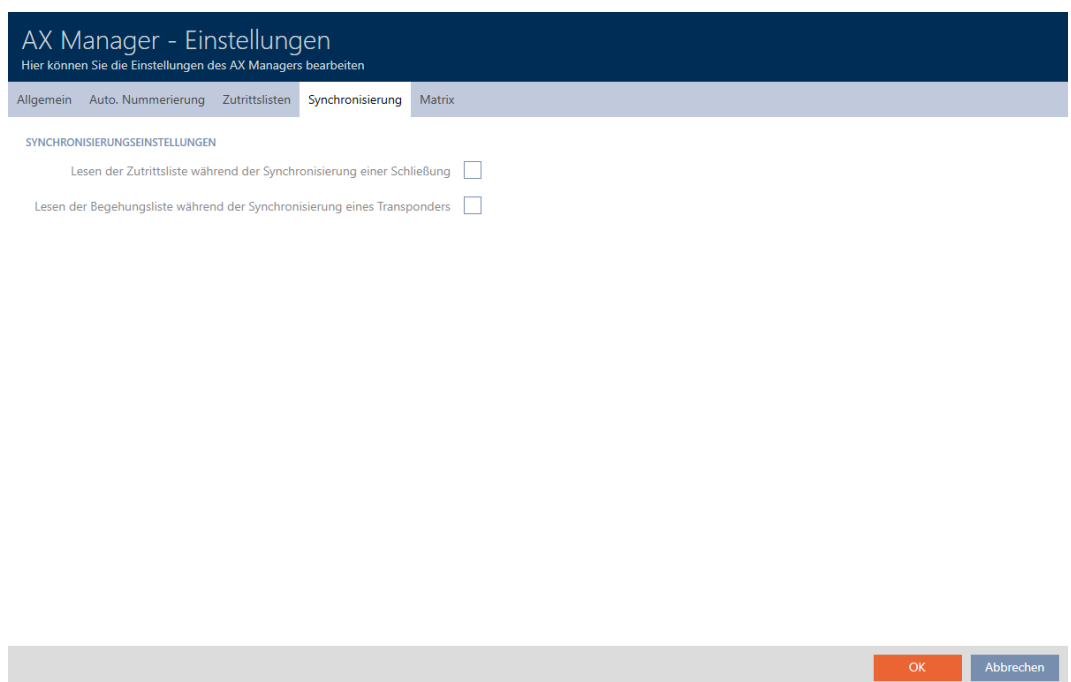 AX Manager - Einstellungen
Hier können Sie die Einstellungen des AX Managers bearbeiten
Allgemein Auto. Nummerierung Zutrittslisten Synchronisierung Matrix
SYNCHRONISIERUNGSEINSTELLUNGEN
Lesen der Zutrittsliste während der Synchronisierung einer Schließung
Lesen der Begehungsliste während der Synchronisierung eines Transponders
OK Abbrechen